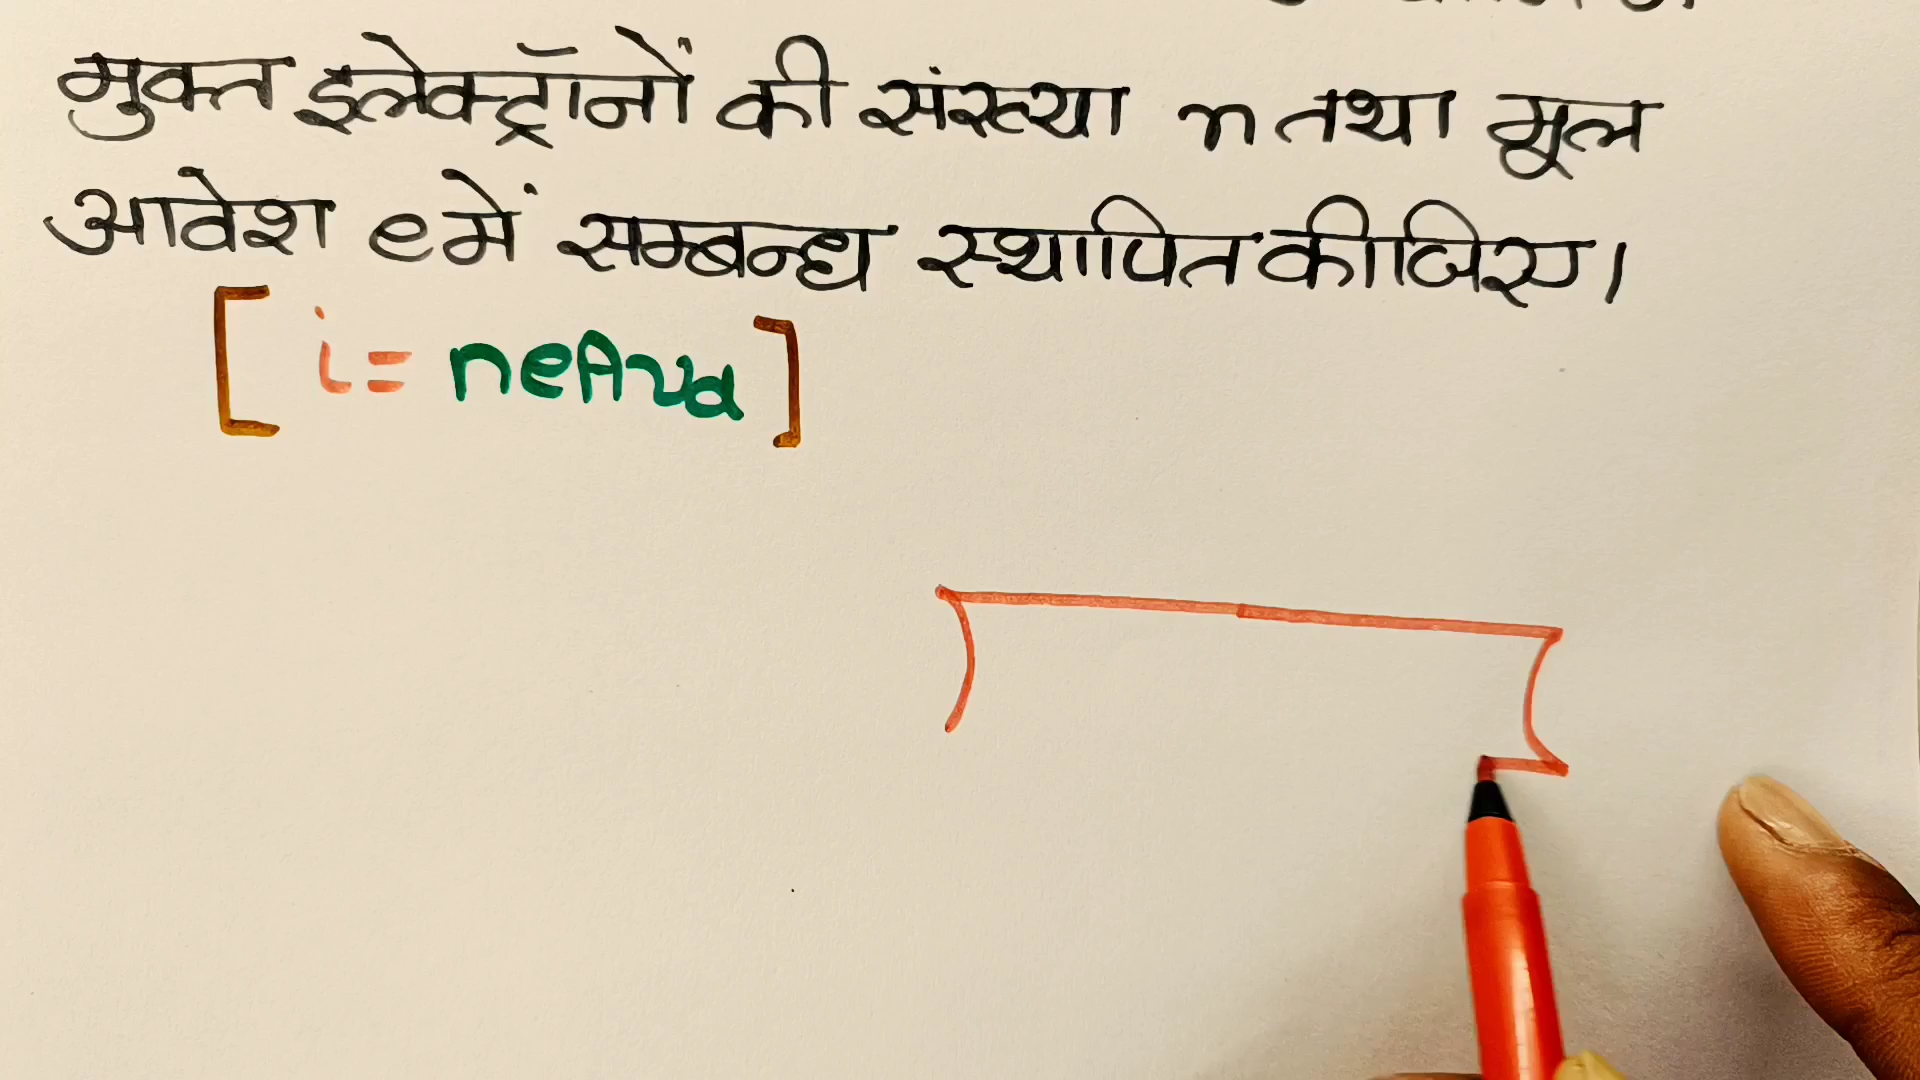 मुक्त इलेक्ट्रॉनों की संख्या n तथा मूल
आवेश e में सम्बन्ध स्थापित कीजिए।
[ i = neAvd ]